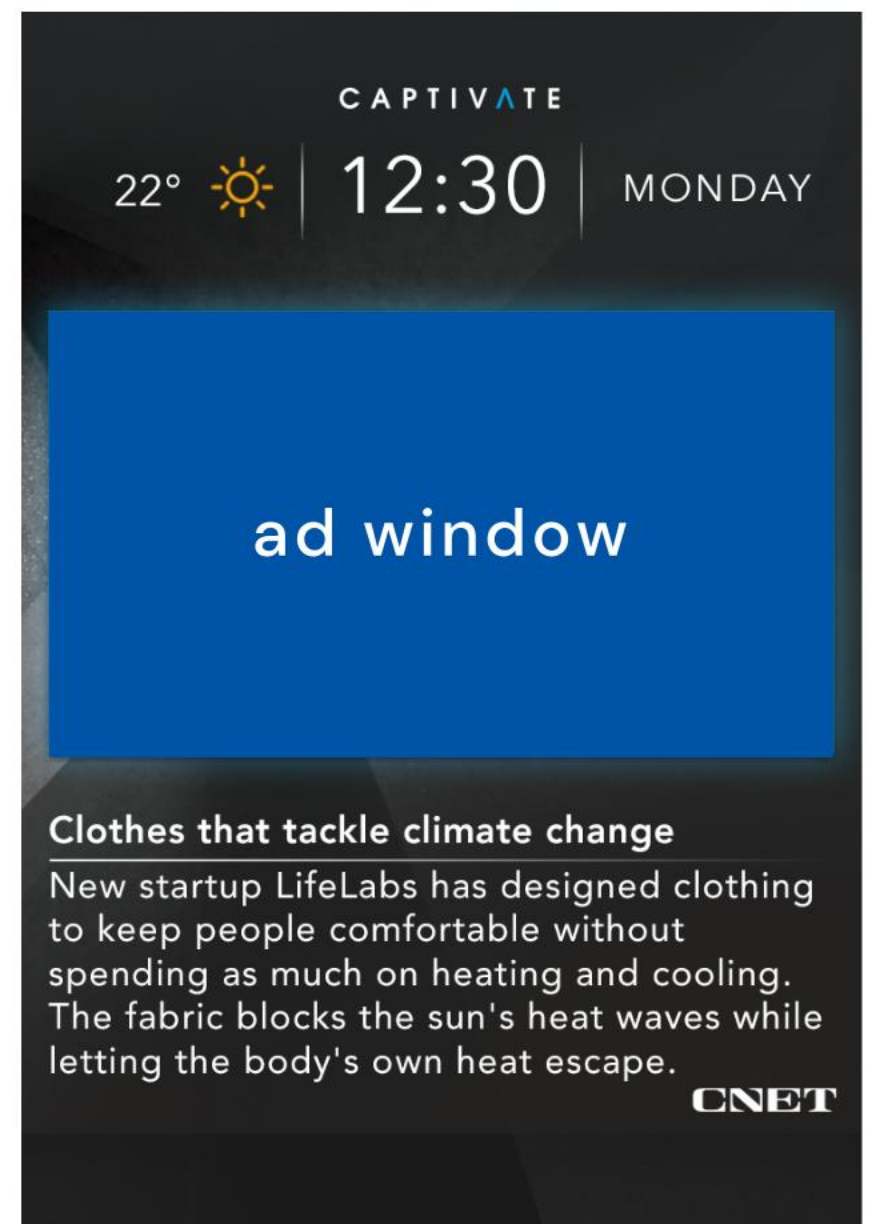 CAPTIVATE
22° 12:30 MONDAY
ad window
Clothes that tackle climate change
New startup LifeLabs has designed clothing
to keep people comfortable without
spending as much on heating and cooling.
The fabric blocks the sun's heat waves while
letting the body's own heat escape.
CNET